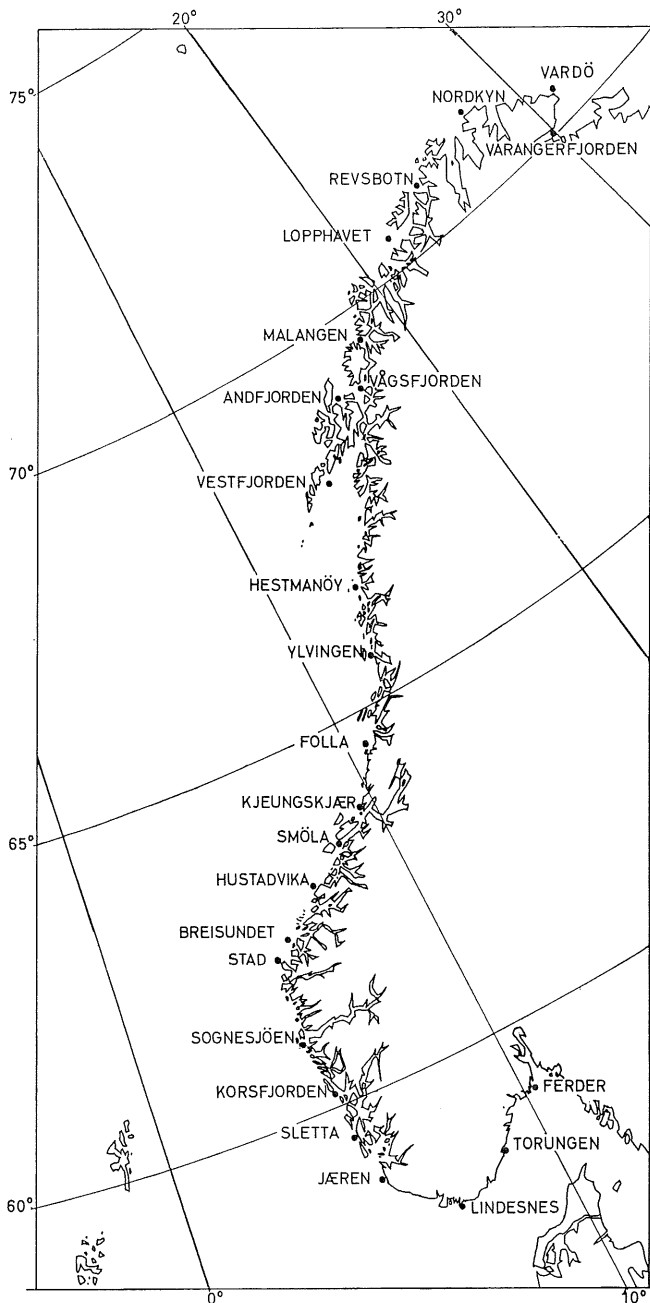 20°
30°
75°
VARDÖ
NORDKYN
VARANGERFJORDEN
REVSBOTN
LOPPHAVET
MALANGEN
VÅGSFJORDEN
ANDFJORDEN
70°
VESTFJORDEN
HESTMANÖY
YLVINGEN
FOLLA
KJEUNGSKJÆR
SMÖLA
65°
HUSTADVIKA
BREISUNDET
STAD
SOGNESJÖEN
FERDER
KORSFJORDEN
SLETTA
TORUNGEN
JÆREN
60°
LINDESNES
0°
10°